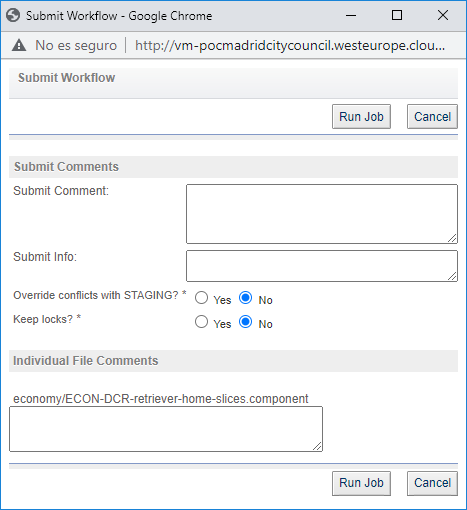 Submit Workflow - Google Chrome
No es seguro | http://vm-pocmadridcitycouncil.westeurope.clou...
Submit Workflow
Run Job Cancel
Submit Comments
Submit Comment:
Submit Info:
Override conflicts with STAGING? * Yes No
Keep locks? * Yes No
Individual File Comments
economy/ECON-DCR-retriever-home-slices.component
Run Job Cancel